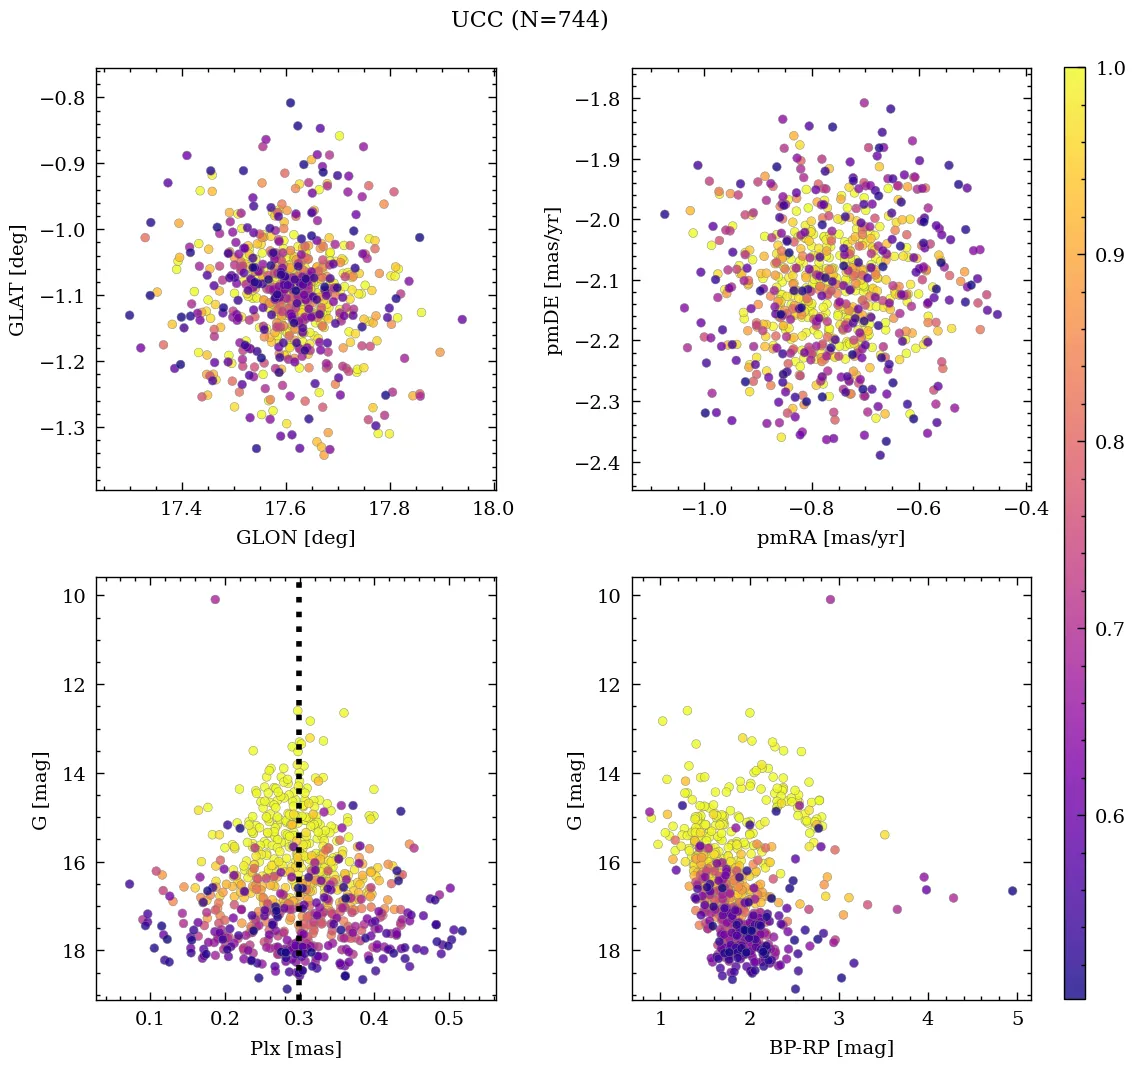 UCC (N=744)
−0.8
−0.9
−1.0
−1.1
−1.2
−1.3
GLAT [deg]
17.4 17.6 17.8 18.0
GLON [deg]
−1.8
−1.9
−2.0
−2.1
−2.2
−2.3
−2.4
pmDE [mas/yr]
−1.0 −0.8 −0.6 −0.4
pmRA [mas/yr]
10
12
14
16
18
G [mag]
0.1 0.2 0.3 0.4 0.5
Plx [mas]
10
12
14
16
18
G [mag]
1 2 3 4 5
BP-RP [mag]
1.0
0.9
0.8
0.7
0.6